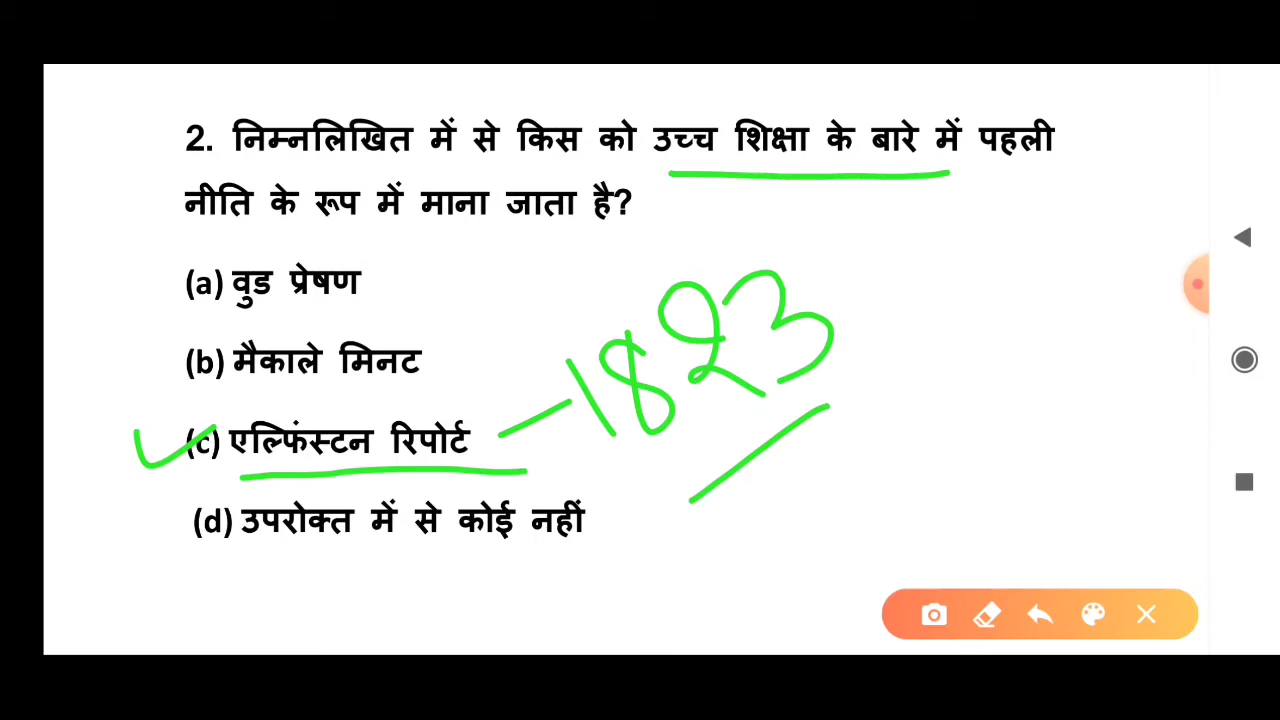 2. निम्नलिखित में से किस को उच्च शिक्षा के बारे में पहली
नीति के रूप में माना जाता है?
(a) वुड प्रेषण
(b) मैकाले मिनट
(c) एल्फिंस्टन रिपोर्ट - 1823
(d) उपरोक्त में से कोई नहीं